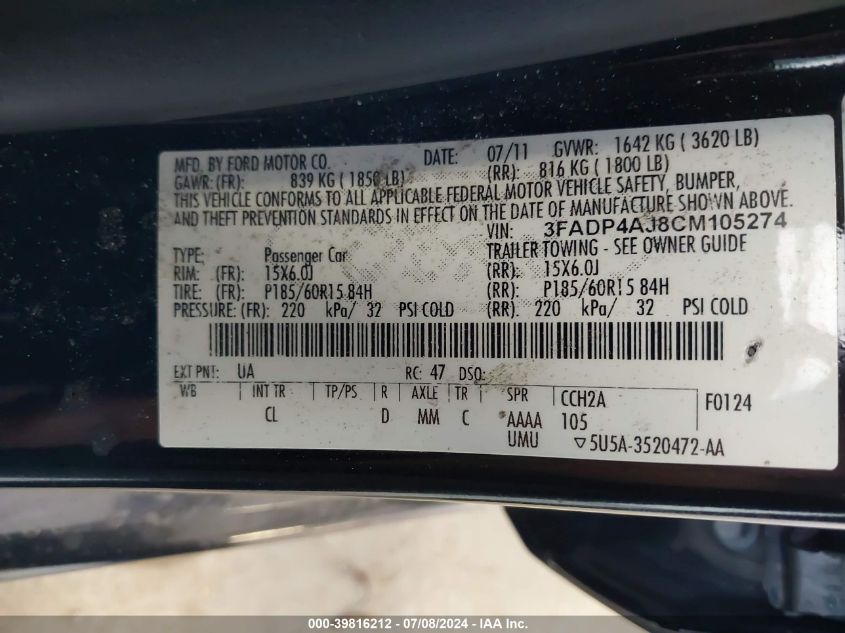 MFD. BY FORD MOTOR CO. DATE: 07/11 GVWR: 1642 KG ( 3620 LB)
GAWR: (FR): 839 KG ( 1850 LB) (RR): 816 KG ( 1800 LB)
THIS VEHICLE CONFORMS TO ALL APPLICABLE FEDERAL MOTOR VEHICLE SAFETY, BUMPER,
AND THEFT PREVENTION STANDARDS IN EFFECT ON THE DATE OF MANUFACTURE SHOWN ABOVE.
VIN: 3FADP4AJ8CM105274
TYPE: Passenger Car TRAILER TOWING - SEE OWNER GUIDE
RIM: (FR): 15X6.0J (RR): 15X6.0J
TIRE: (FR): P185/60R15 84H (RR): P185/60R15 84H
PRESSURE: (FR): 220 kPa/ 32 PSI COLD (RR): 220 kPa/ 32 PSI COLD
EXT PNT: UA RC: 47 DSO:
WB INT TR TP/PS R AXLE TR SPR CCH2A F0124
CL D MM C AAAA 105
UMU ▽5U5A-3520472-AA
000-39816212 - 07/08/2024 - IAA Inc.